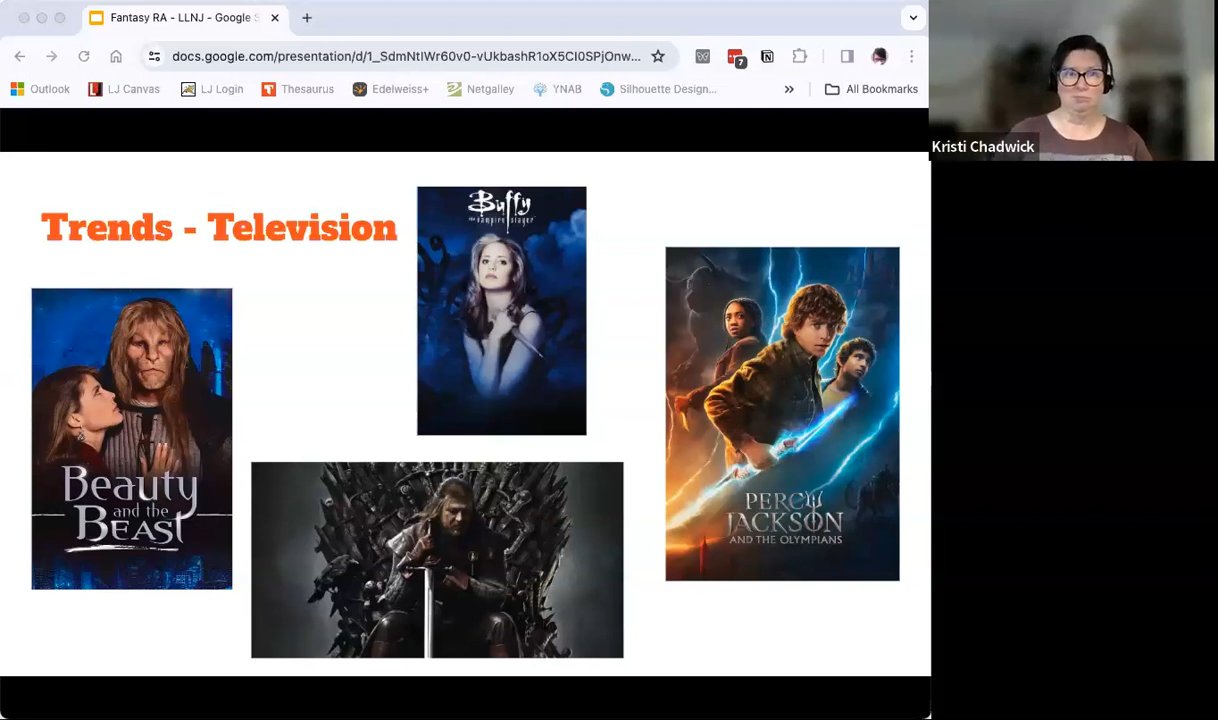 Fantasy RA - LLNJ - Google S
docs.google.com/presentation/d/1_SdmNtlWr60v0-vUkbashR1oX5CI0SPjOnw...
7
Outlook LJ Canvas LJ Login Thesaurus Edelweiss+ Netgalley YNAB Silhouette Design... » All Bookmarks
Kristi Chadwick
Trends - Television
Buffy
the vampire slayer
Beauty
and the
Beast
PERCY
JACKSON
AND THE OLYMPIANS